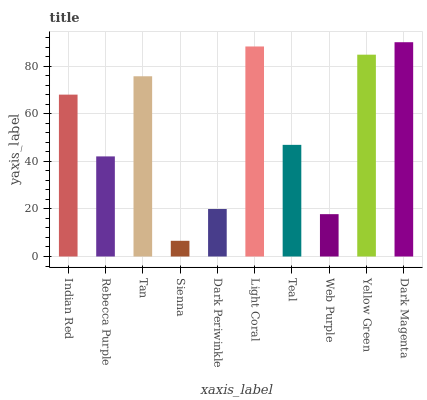 title
yaxis_label
80
60
40
20
0
Indian Red
Rebecca Purple
Tan
Sienna
Dark Periwinkle
Light Coral
Teal
Web Purple
Yellow Green
Dark Magenta
xaxis_label